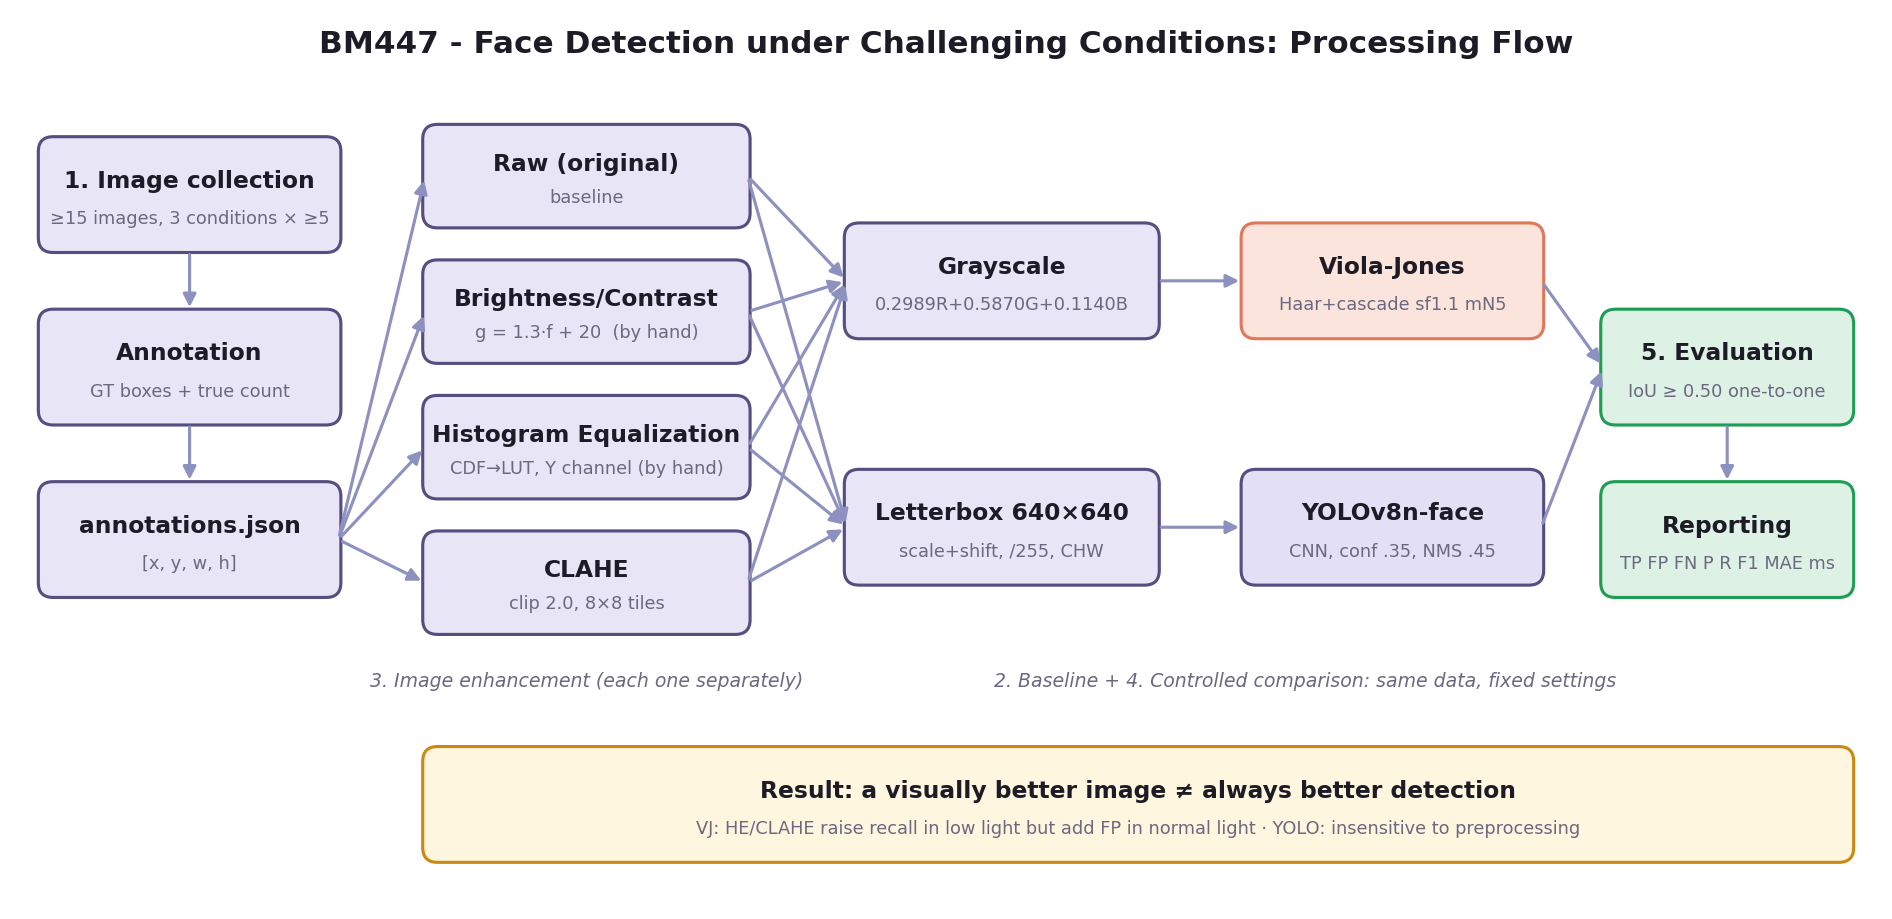 BM447 - Face Detection under Challenging Conditions: Processing Flow
1. Image collection
≥15 images, 3 conditions × ≥5
Annotation
GT boxes + true count
annotations.json
[x, y, w, h]
Raw (original)
baseline
Brightness/Contrast
g = 1.3·f + 20  (by hand)
Histogram Equalization
CDF→LUT, Y channel (by hand)
CLAHE
clip 2.0, 8×8 tiles
Grayscale
0.2989R+0.5870G+0.1140B
Letterbox 640×640
scale+shift, /255, CHW
Viola-Jones
Haar+cascade sf1.1 mN5
YOLOv8n-face
CNN, conf .35, NMS .45
5. Evaluation
IoU ≥ 0.50 one-to-one
Reporting
TP FP FN P R F1 MAE ms
3. Image enhancement (each one separately)
2. Baseline + 4. Controlled comparison: same data, fixed settings
Result: a visually better image ≠ always better detection
VJ: HE/CLAHE raise recall in low light but add FP in normal light · YOLO: insensitive to preprocessing